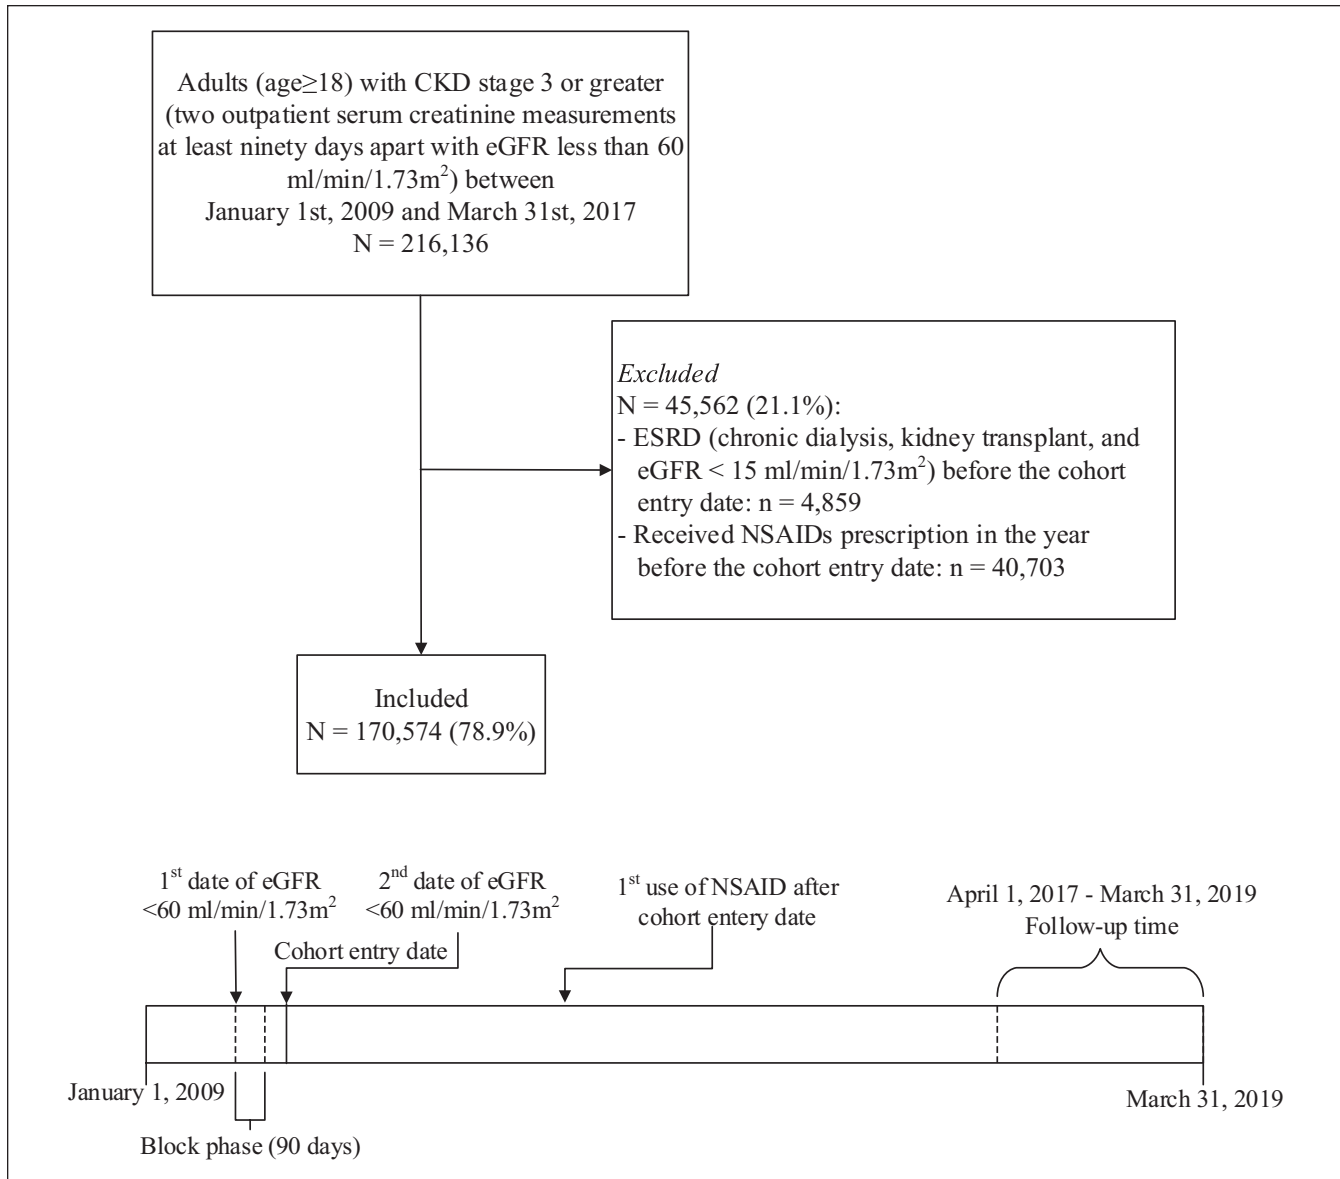 Adults (age≥18) with CKD stage 3 or greater
(two outpatient serum creatinine measurements
at least ninety days apart with eGFR less than 60
ml/min/1.73m²) between
January 1st, 2009 and March 31st, 2017
N = 216,136
Excluded
N = 45,562 (21.1%):
- ESRD (chronic dialysis, kidney transplant, and
eGFR < 15 ml/min/1.73m²) before the cohort
entry date: n = 4,859
- Received NSAIDs prescription in the year
before the cohort entry date: n = 40,703
Included
N = 170,574 (78.9%)
1st date of eGFR
<60 ml/min/1.73m²
2nd date of eGFR
<60 ml/min/1.73m²
Cohort entry date
1st use of NSAID after
cohort entery date
April 1, 2017 - March 31, 2019
Follow-up time
January 1, 2009
March 31, 2019
Block phase (90 days)